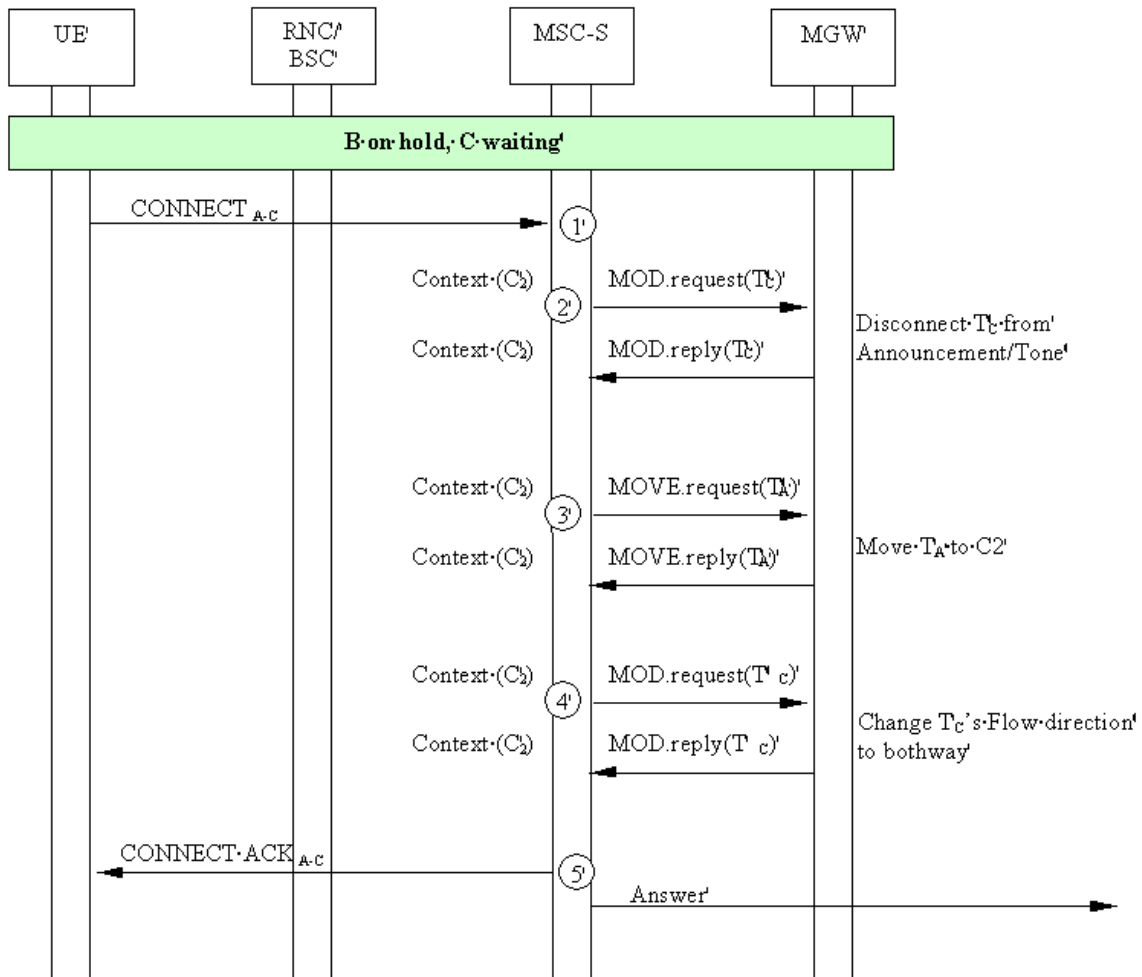 UE
RNC/
BSC
MSC-S
MGW
B·on·hold,·C·waiting
CONNECT A-C
1
Context·(C2)
2
MOD.request(TC)
Disconnect·TC·from
Announcement/Tone
Context·(C2)
MOD.reply(TC)
Context·(C2)
3
MOVE.request(TA)
Move·TA·to·C2
Context·(C2)
MOVE.reply(TA)
Context·(C2)
4
MOD.request(T C)
Change TC's·Flow·direction
to bothway
Context·(C2)
MOD.reply(T C)
CONNECT·ACK A-C
5
Answer